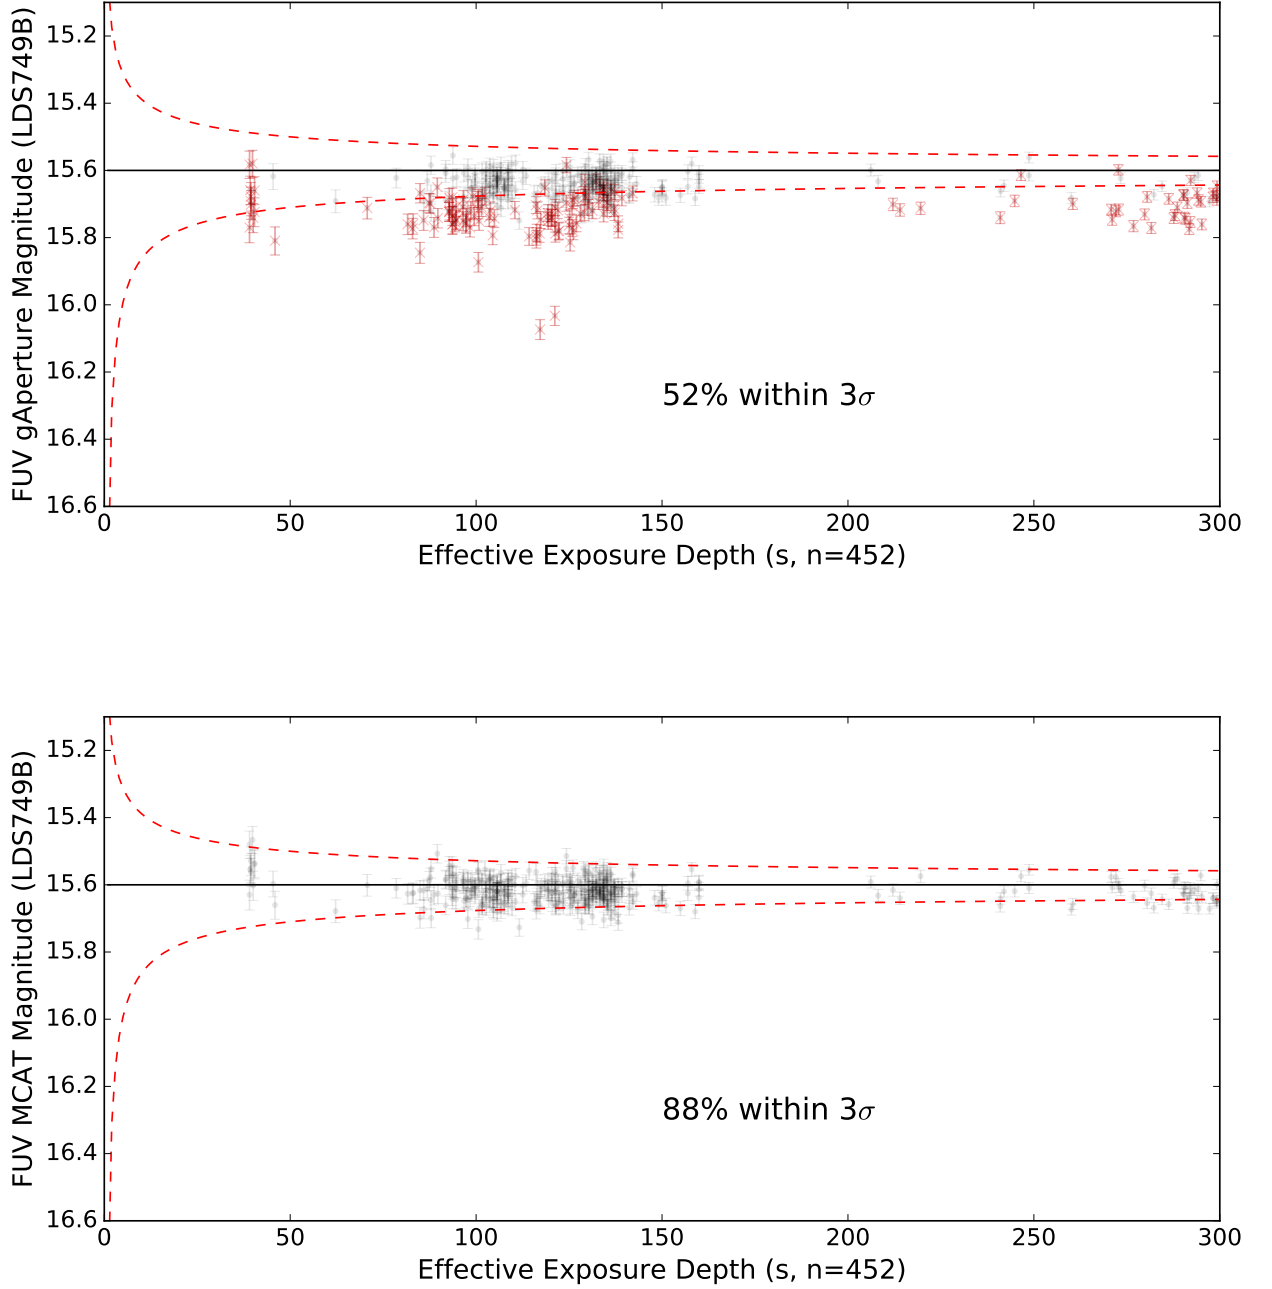 FUV gAperture Magnitude (LDS749B)
15.2
15.4
15.6
15.8
16.0
16.2
16.4
16.6
52% within 3σ
0 50 100 150 200 250 300
Effective Exposure Depth (s, n=452)
FUV MCAT Magnitude (LDS749B)
15.2
15.4
15.6
15.8
16.0
16.2
16.4
16.6
88% within 3σ
0 50 100 150 200 250 300
Effective Exposure Depth (s, n=452)